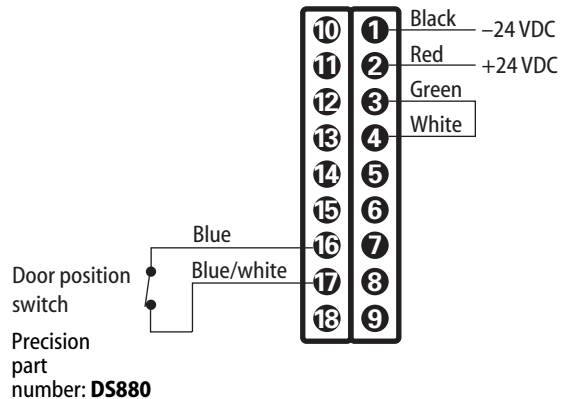 10 1 Black –24 VDC
11 2 Red +24 VDC
12 3 Green
13 4 White
14 5
15 6
Blue 16 7
Door position switch
Blue/white 17 8
18 9
Precision
part
number: DS880